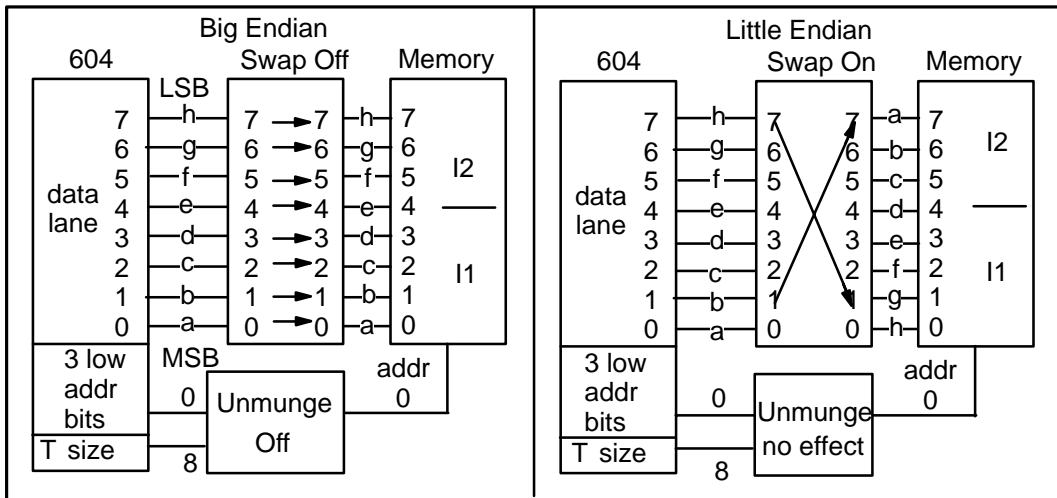 Big Endian
604 Swap Off Memory
LSB
7 h 7 7 h 7
6 g 6 6 g 6
5 f 5 5 f 5
data lane
4 e 4 4 e 4
3 d 3 3 d 3
2 c 2 2 c 2
1 b 1 1 b 1
0 a 0 0 a 0
I2
I1
MSB
3 low
addr
bits
0
Unmunge
Off
addr
0
T size
8
Little Endian
604 Swap On Memory
7 h 7 7 a 7
6 g 6 6 b 6
5 f 5 5 c 5
data lane
4 e 4 4 d 4
3 d 3 3 e 3
2 c 2 2 f 2
1 b 1 1 g 1
0 a 0 0 h 0
I2
I1
3 low
addr
bits
0
Unmunge
no effect
addr
0
T size
8